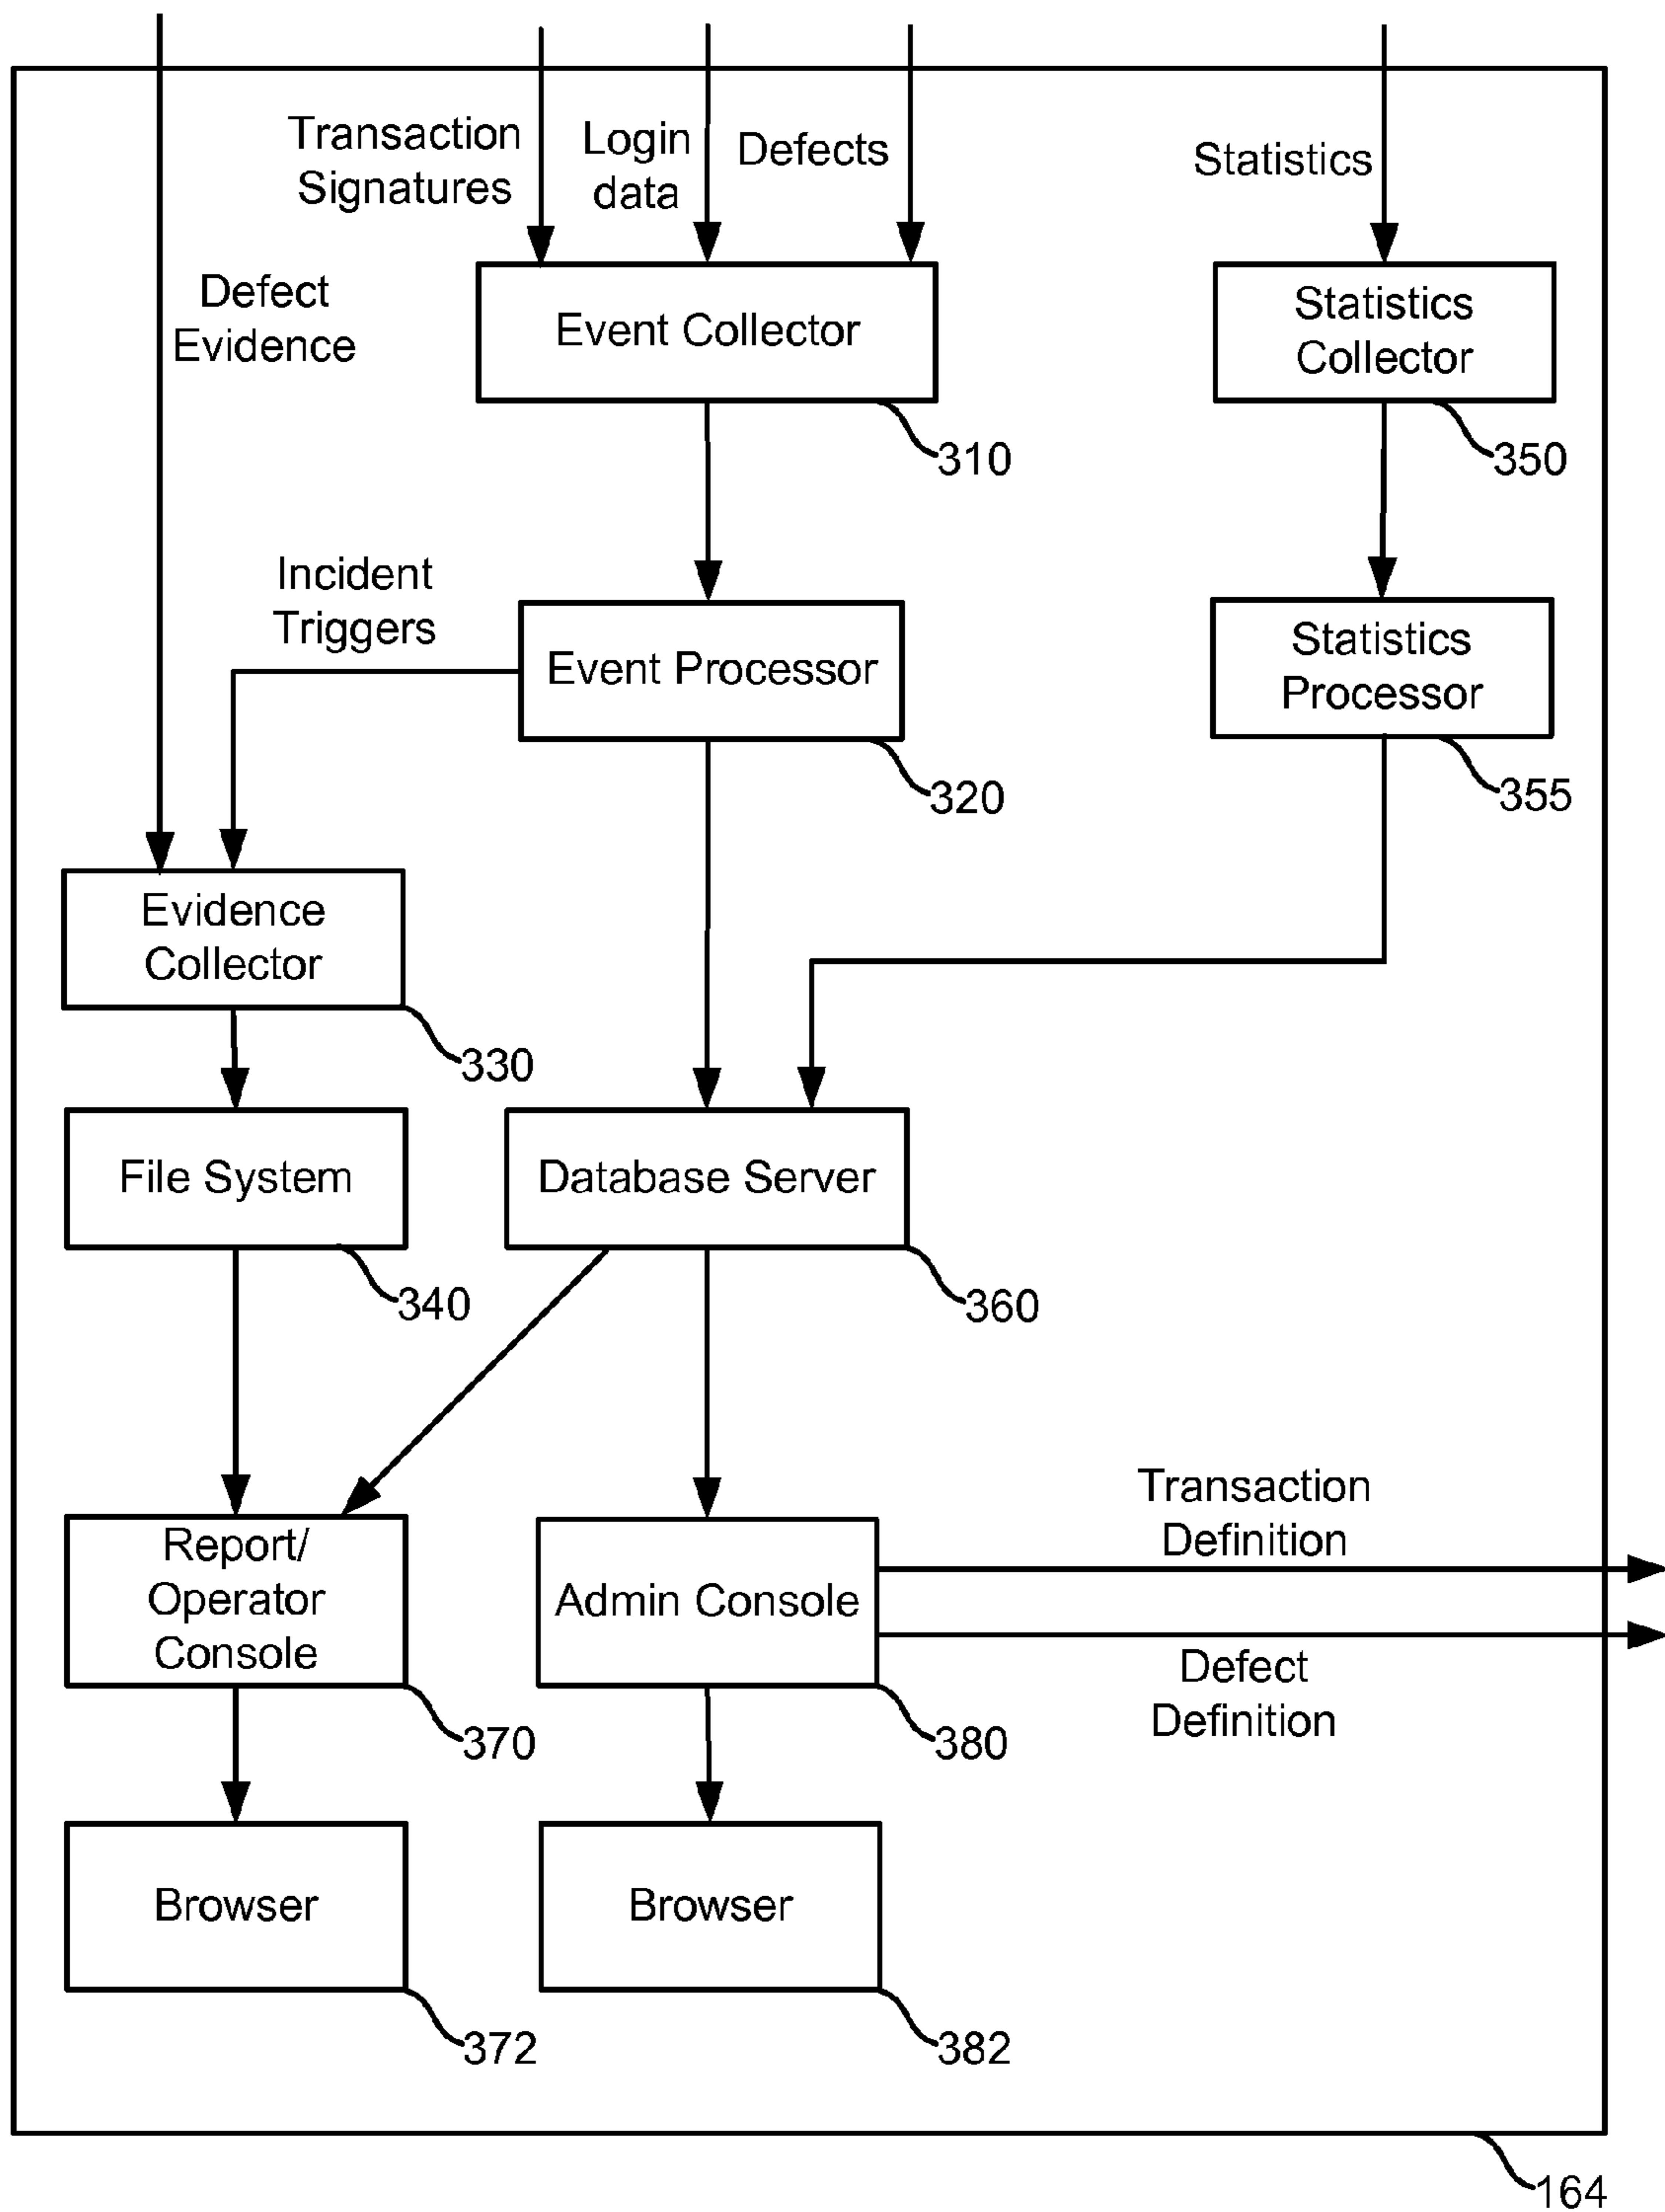 Transaction
Signatures
Login
data
Defects
Statistics
Defect
Evidence
Event Collector
310
Statistics
Collector
350
Incident
Triggers
Event Processor
320
Statistics
Processor
355
Evidence
Collector
330
File System
340
Database Server
360
Report/
Operator
Console
370
Admin Console
380
Transaction
Definition
Defect
Definition
Browser
372
Browser
382
164